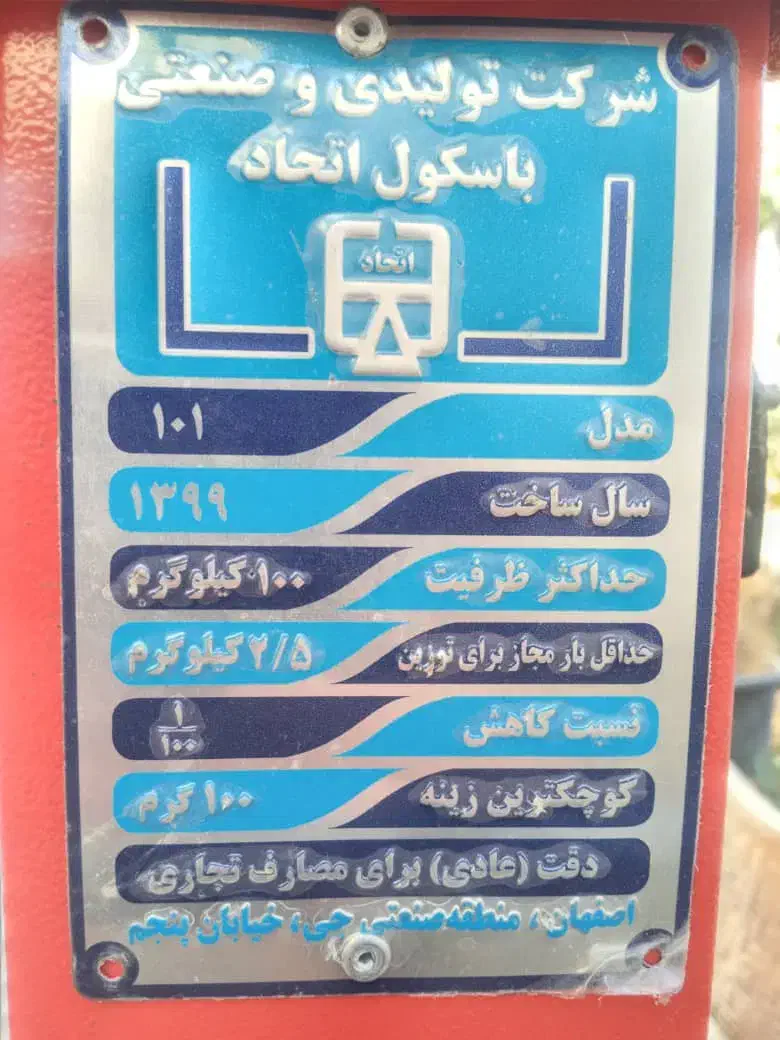 شرکت تولیدی و صنعتی
باسکول اتحاد
اتحاد
مدل ۱۰۱
سال ساخت ۱۳۹۹
حداکثر ظرفیت ۱۰۰ کیلوگرم
حداقل بار مجاز برای توزین ۲/۵ کیلوگرم
نسبت کاهش ۱/۱۰۰
کوچکترین زینه ۱۰۰ گرم
دقت (عادی) برای مصارف تجاری
اصفهان، منطقه صنعتی جی، خیابان پنجم